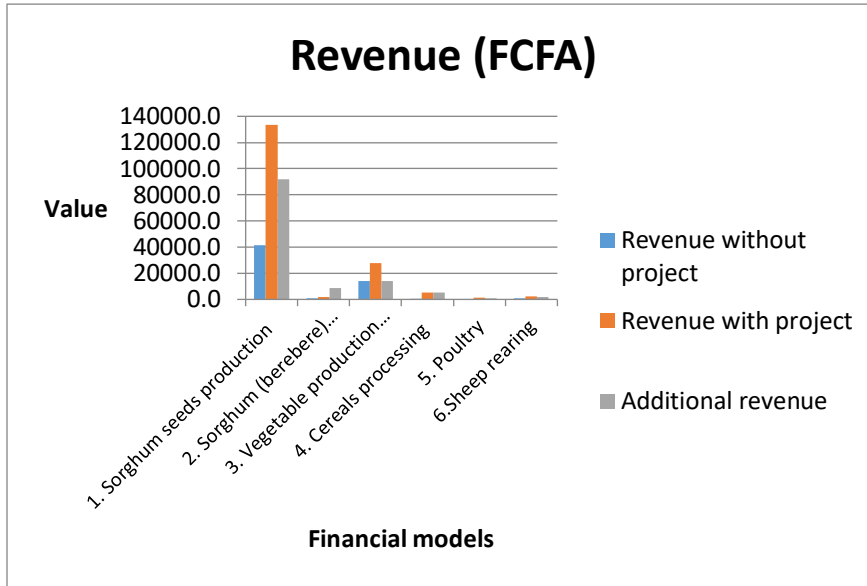 Revenue (FCFA)
140000.0
120000.0
100000.0
80000.0
60000.0
40000.0
20000.0
0.0
Value
1. Sorghum seeds production
2. Sorghum (berebere)...
3. Vegetable production...
4. Cereals processing
5. Poultry
6.Sheep rearing
Financial models
Revenue without
project
Revenue with project
Additional revenue